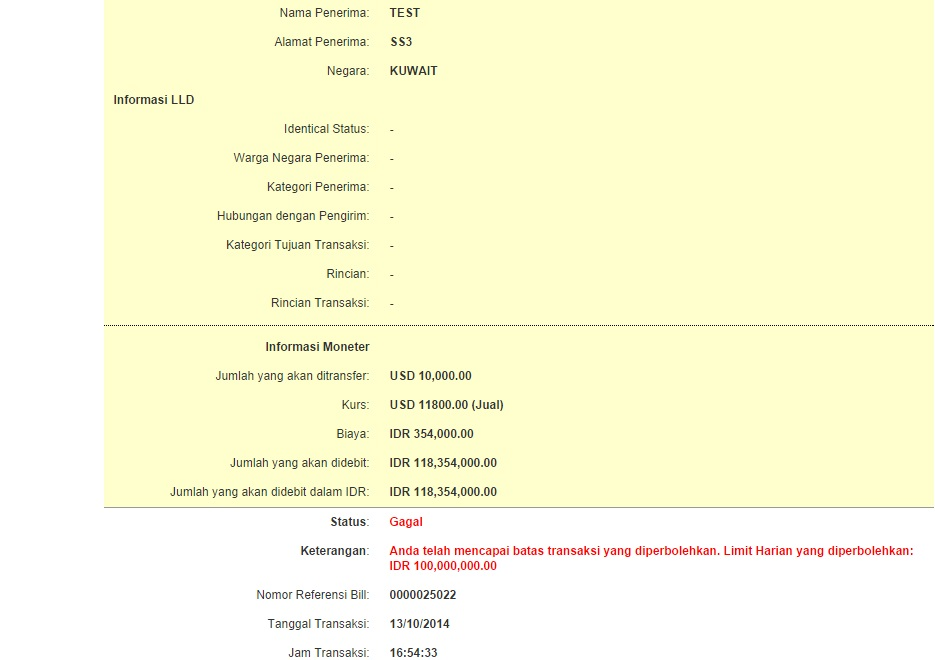 Nama Penerima: TEST
Alamat Penerima: SS3
Negara: KUWAIT
Informasi LLD
Identical Status: -
Warga Negara Penerima: -
Kategori Penerima: -
Hubungan dengan Pengirim: -
Kategori Tujuan Transaksi: -
Rincian: -
Rincian Transaksi: -
Informasi Moneter
Jumlah yang akan ditransfer: USD 10,000.00
Kurs: USD 11800.00 (Jual)
Biaya: IDR 354,000.00
Jumlah yang akan didebit: IDR 118,354,000.00
Jumlah yang akan didebit dalam IDR: IDR 118,354,000.00
Status: Gagal
Keterangan: Anda telah mencapai batas transaksi yang diperbolehkan. Limit Harian yang diperbolehkan:
IDR 100,000,000.00
Nomor Referensi Bill: 0000025022
Tanggal Transaksi: 13/10/2014
Jam Transaksi: 16:54:33